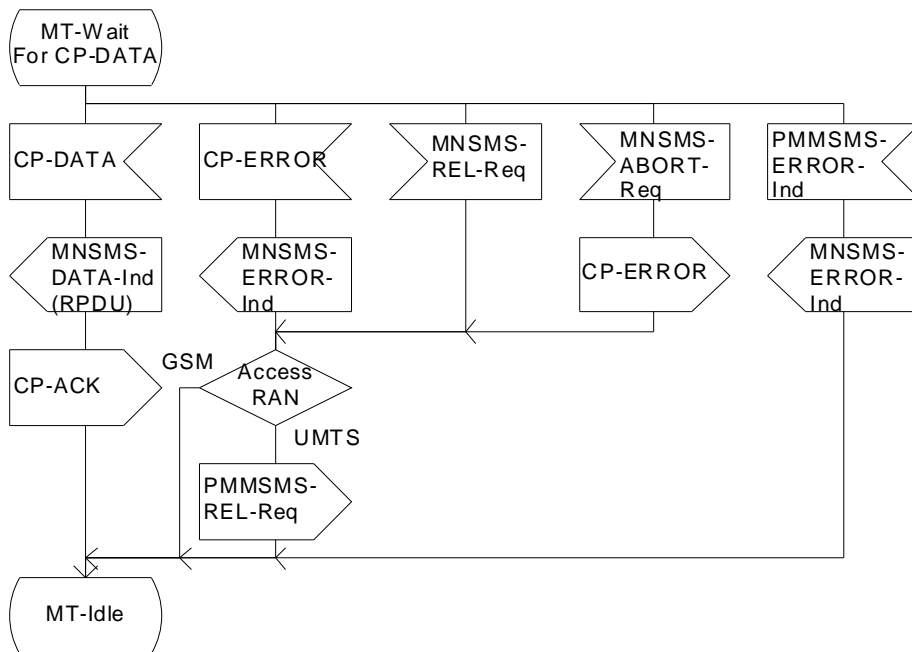 MT-Wait
For CP-DATA
CP-DATA
CP-ERROR
MNSMS-
REL-Req
MNSMS-
ABORT-
Req
PMMSMS-
ERROR-
Ind
MNSMS-
DATA-Ind
(RPDU)
MNSMS-
ERROR-
Ind
CP-ERROR
MNSMS-
ERROR-
Ind
CP-ACK
GSM
Access
RAN
UMTS
PMMSMS-
REL-Req
MT-Idle